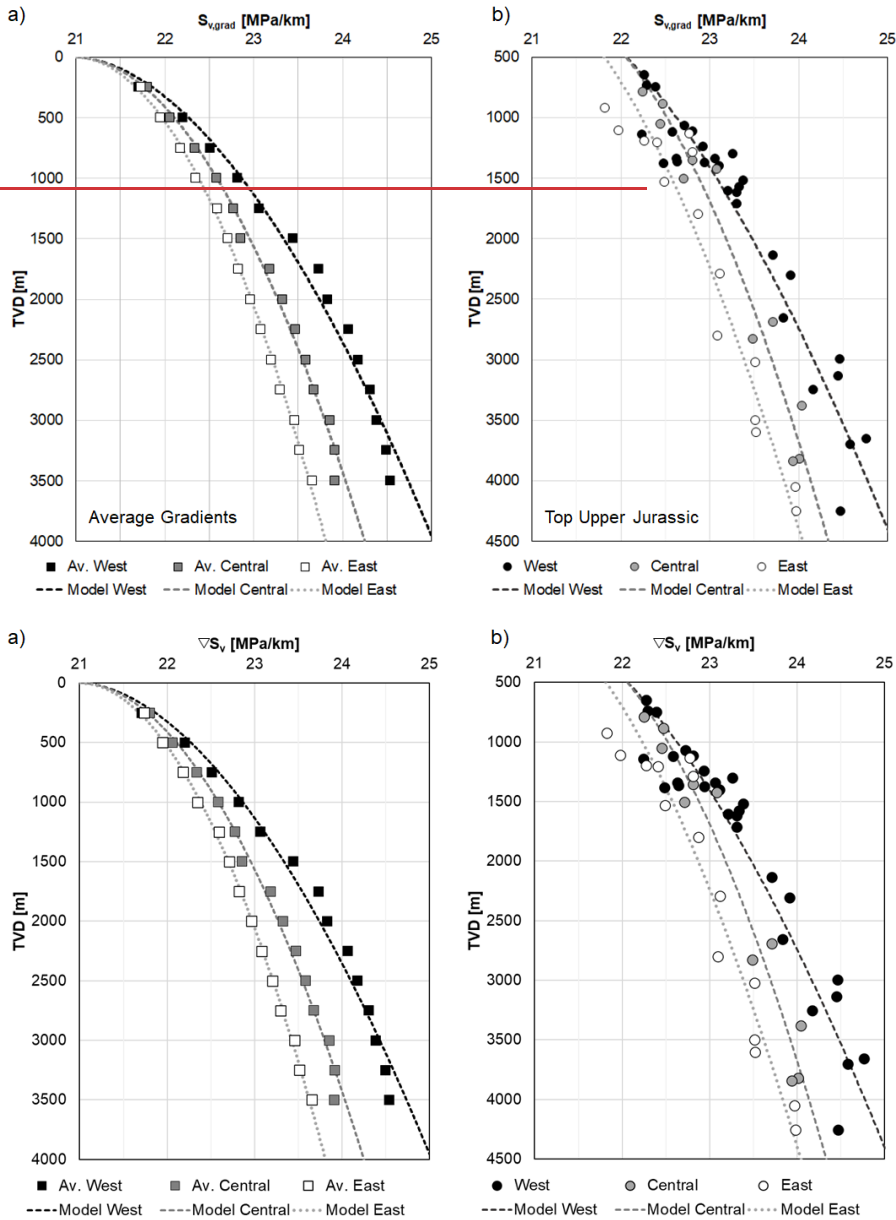 a)
S_v,grad [MPa/km]
21 22 23 24 25
TVD [m]
0
500
1000
1500
2000
2500
3000
3500
4000
Average Gradients
Av. West Av. Central Av. East
Model West Model Central Model East
b)
S_v,grad [MPa/km]
21 22 23 24 25
TVD [m]
500
1000
1500
2000
2500
3000
3500
4000
4500
Top Upper Jurassic
West Central East
Model West Model Central Model East
a)
▽S_v [MPa/km]
21 22 23 24 25
TVD [m]
0
500
1000
1500
2000
2500
3000
3500
4000
Av. West Av. Central Av. East
Model West Model Central Model East
b)
▽S_v [MPa/km]
21 22 23 24 25
TVD [m]
500
1000
1500
2000
2500
3000
3500
4000
4500
West Central East
Model West Model Central Model East